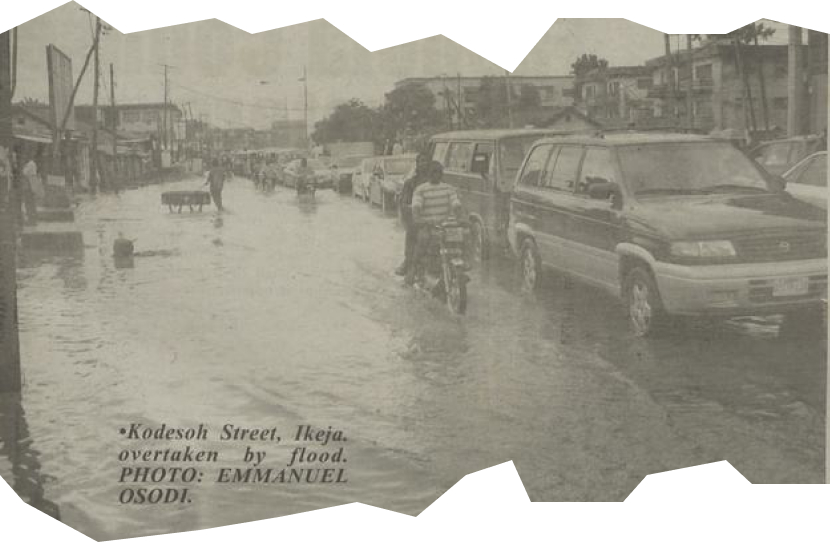 •Kodesoh Street, Ikeja.
overtaken by flood.
PHOTO: EMMANUEL
OSODI.